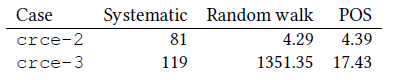 Case Systematic Random walk POS
crce-2 81 4.29 4.39
crce-3 119 1351.35 17.43